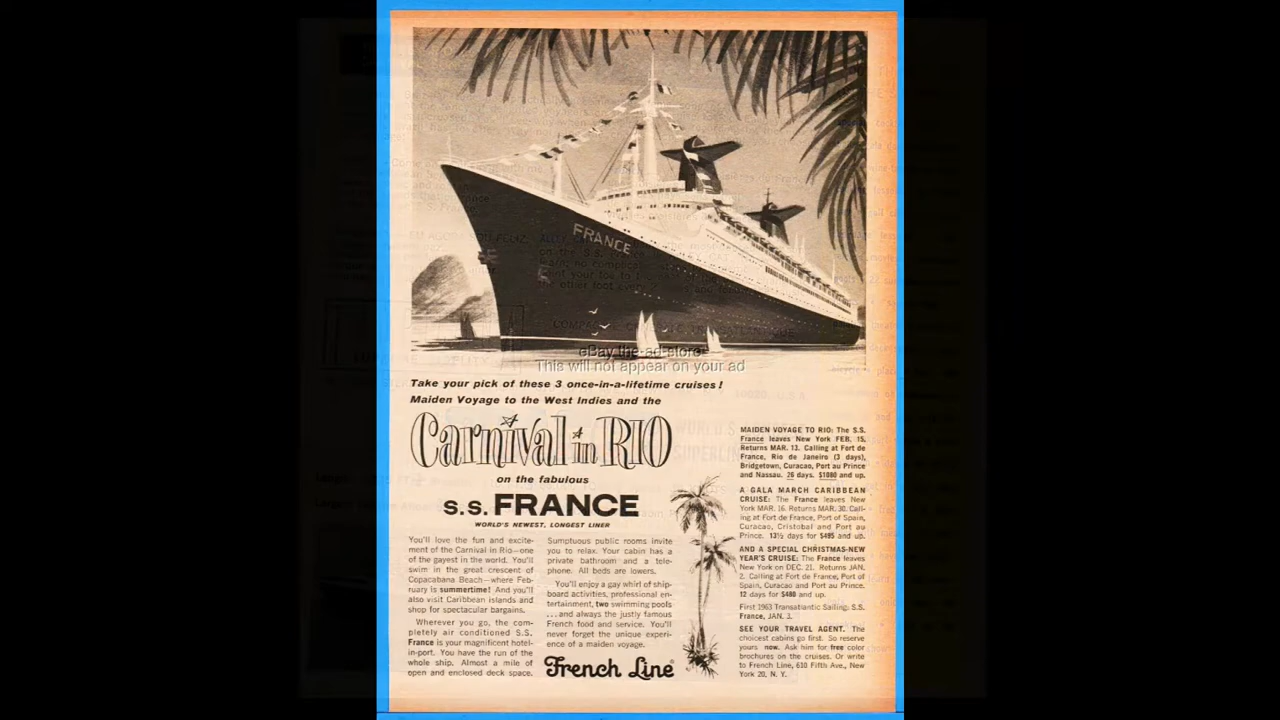 FRANCE
eBay the-ad-store
This will not appear on your ad
Take your pick of these 3 once-in-a-lifetime cruises!
Maiden Voyage to the West Indies and the
Carnival in RIO
on the fabulous
s.s. FRANCE
WORLD'S NEWEST, LONGEST LINER
You'll love the fun and excite-
ment of the Carnival in Rio—one
of the gayest in the world. You'll
swim in the great crescent of
Copacabana Beach—where Feb-
ruary is summertime! And you'll
also visit Caribbean islands and
shop for spectacular bargains.
Wherever you go, the com-
pletely air conditioned S.S.
France is your magnificent hotel-
in-port. You have the run of the
whole ship. Almost a mile of
open and enclosed deck space.
Sumptuous public rooms invite
you to relax. Your cabin has a
private bathroom and a tele-
phone. All beds are lowers.
You'll enjoy a gay whirl of ship-
board activities, professional en-
tertainment, two swimming pools
...and always the justly famous
French food and service. You'll
never forget the unique experi-
ence of a maiden voyage.
French Line
MAIDEN VOYAGE TO RIO: The S.S.
France leaves New York FEB. 15.
Returns MAR. 13. Calling at Fort de
France, Rio de Janeiro (3 days),
Bridgetown, Curacao, Port au Prince
and Nassau. 26 days. $1080 and up.
A GALA MARCH CARIBBEAN
CRUISE: The France leaves New
York MAR. 16. Returns MAR. 30. Call-
ing at Fort de France, Port of Spain,
Curacao, Cristobal and Port au
Prince. 13½ days for $495 and up.
AND A SPECIAL CHRISTMAS-NEW
YEAR'S CRUISE: The France leaves
New York on DEC. 21. Returns JAN.
2. Calling at Fort de France, Port of
Spain, Curacao and Port au Prince.
12 days for $480 and up.
First 1963 Transatlantic Sailing: S.S.
France, JAN. 3.
SEE YOUR TRAVEL AGENT. The
choicest cabins go first. So reserve
yours now. Ask him for free color
brochures on the cruises. Or write
to French Line, 610 Fifth Ave., New
York 20, N. Y.